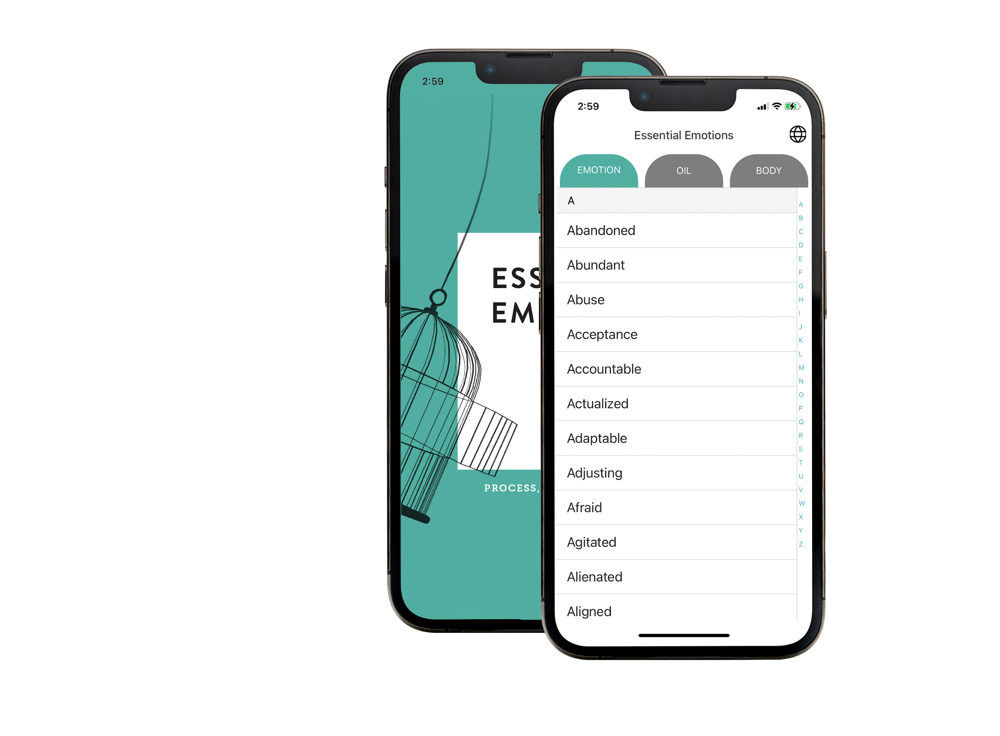 2:59
ESS
EM
PROCESS,
2:59
Essential Emotions
EMOTION
OIL
BODY
A
Abandoned
Abundant
Abuse
Acceptance
Accountable
Actualized
Adaptable
Adjusting
Afraid
Agitated
Alienated
Aligned
A
B
C
D
E
F
G
H
I
J
K
L
M
N
O
P
Q
R
S
T
U
V
W
X
Y
Z